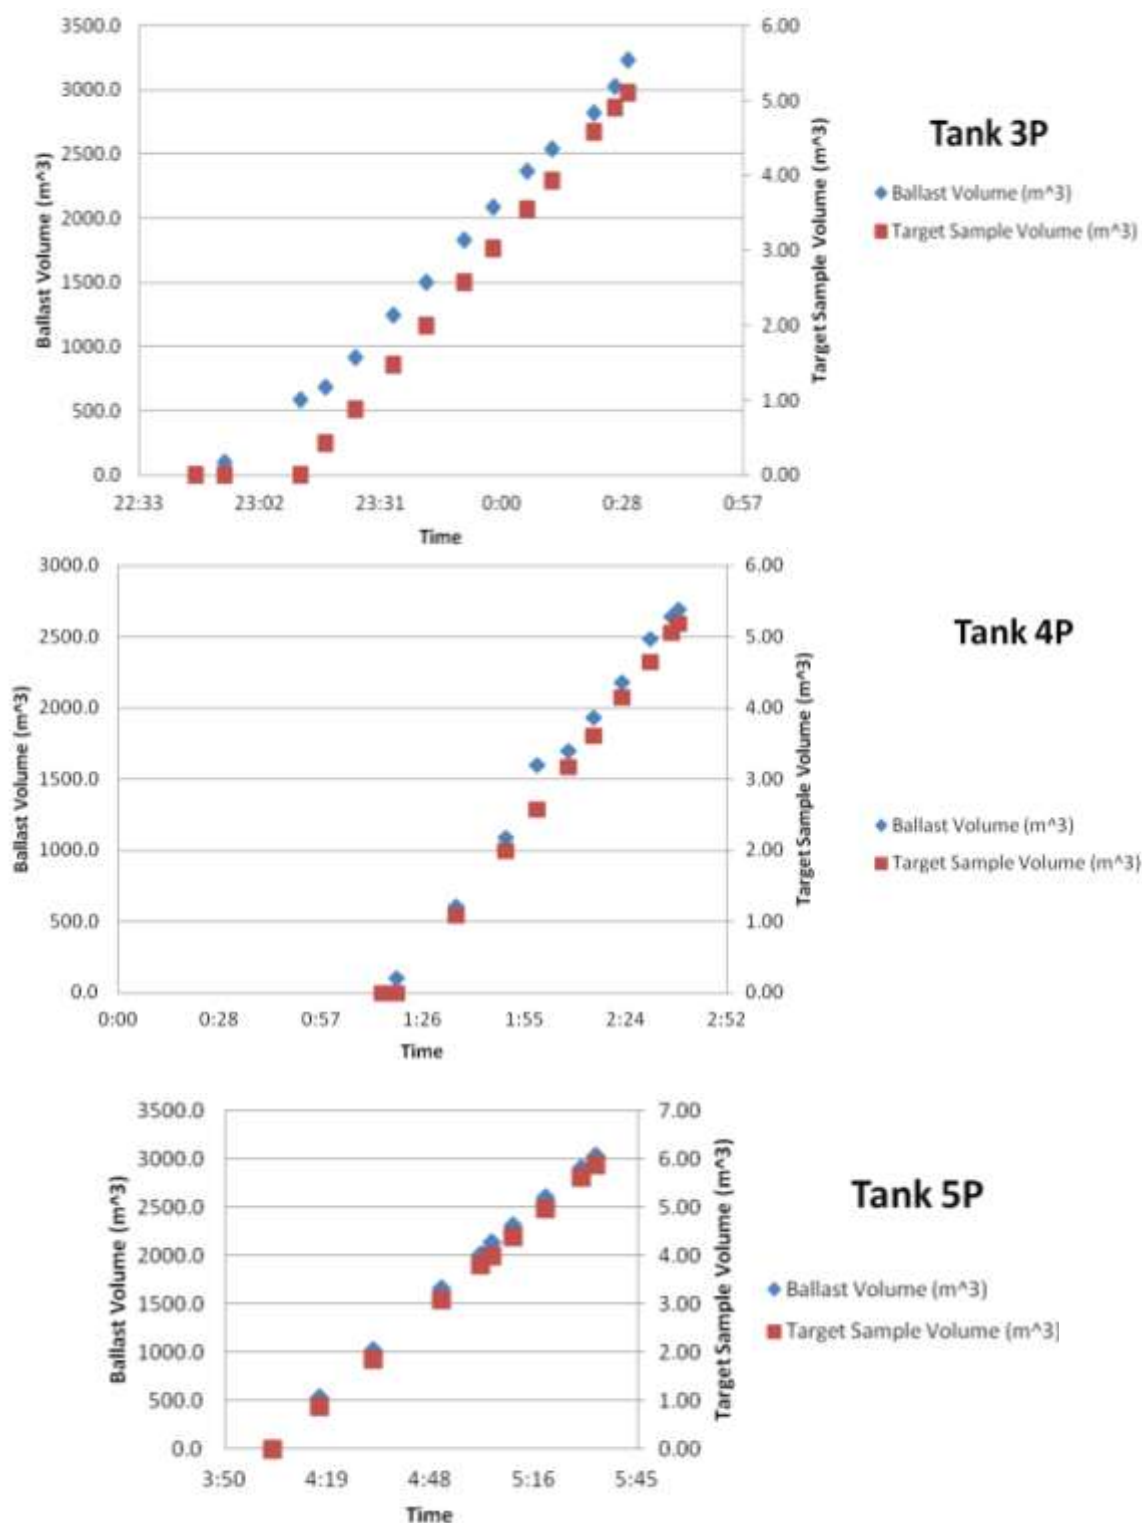 Tank 3P
Ballast Volume (m^3)
3500.0
3000.0
2500.0
2000.0
1500.0
1000.0
500.0
0.0
6.00
5.00
4.00
3.00
2.00
1.00
0.00
Target Sample Volume (m^3)
22:33 23:02 23:31 0:00 0:28 0:57
Time
Ballast Volume (m^3)
Target Sample Volume (m^3)
Tank 4P
Ballast Volume (m^3)
3000.0
2500.0
2000.0
1500.0
1000.0
500.0
0.0
6.00
5.00
4.00
3.00
2.00
1.00
0.00
Target Sample Volume (m^3)
0:00 0:28 0:57 1:26 1:55 2:24 2:52
Time
Ballast Volume (m^3)
Target Sample Volume (m^3)
Tank 5P
Ballast Volume (m^3)
3500.0
3000.0
2500.0
2000.0
1500.0
1000.0
500.0
0.0
7.00
6.00
5.00
4.00
3.00
2.00
1.00
0.00
Target Sample Volume (m^3)
3:50 4:19 4:48 5:16 5:45
Time
Ballast Volume (m^3)
Target Sample Volume (m^3]